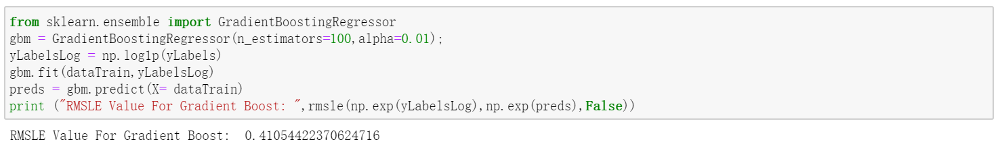 from sklearn.ensemble import GradientBoostingRegressor
gbm = GradientBoostingRegressor(n_estimators=100,alpha=0.01);
yLabelsLog = np.log1p(yLabels)
gbm.fit(dataTrain,yLabelsLog)
preds = gbm.predict(X= dataTrain)
print ("RMSLE Value For Gradient Boost: ",rmsle(np.exp(yLabelsLog),np.exp(preds),False))
RMSLE Value For Gradient Boost:  0.41054422370624716